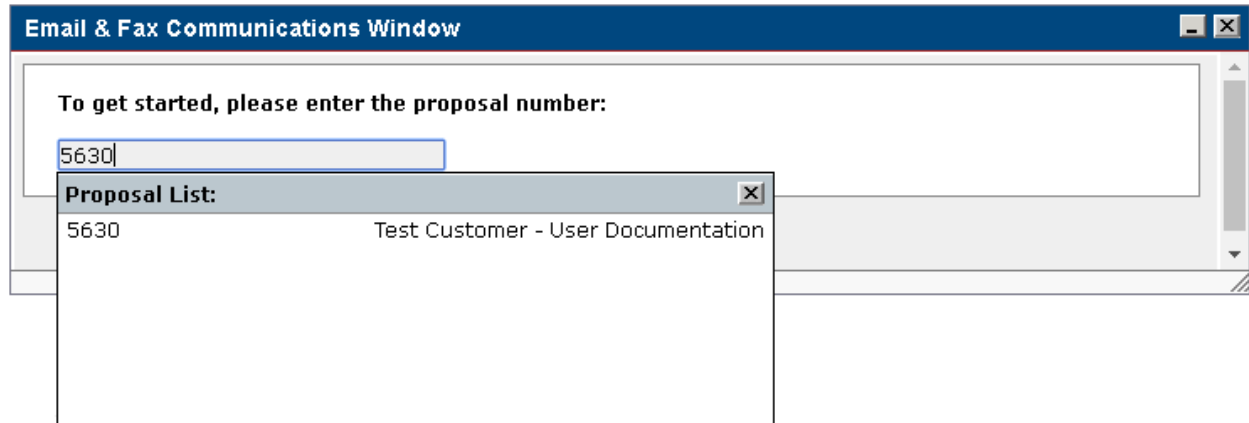 Email & Fax Communications Window
To get started, please enter the proposal number:
5630
Proposal List:
5630 Test Customer - User Documentation